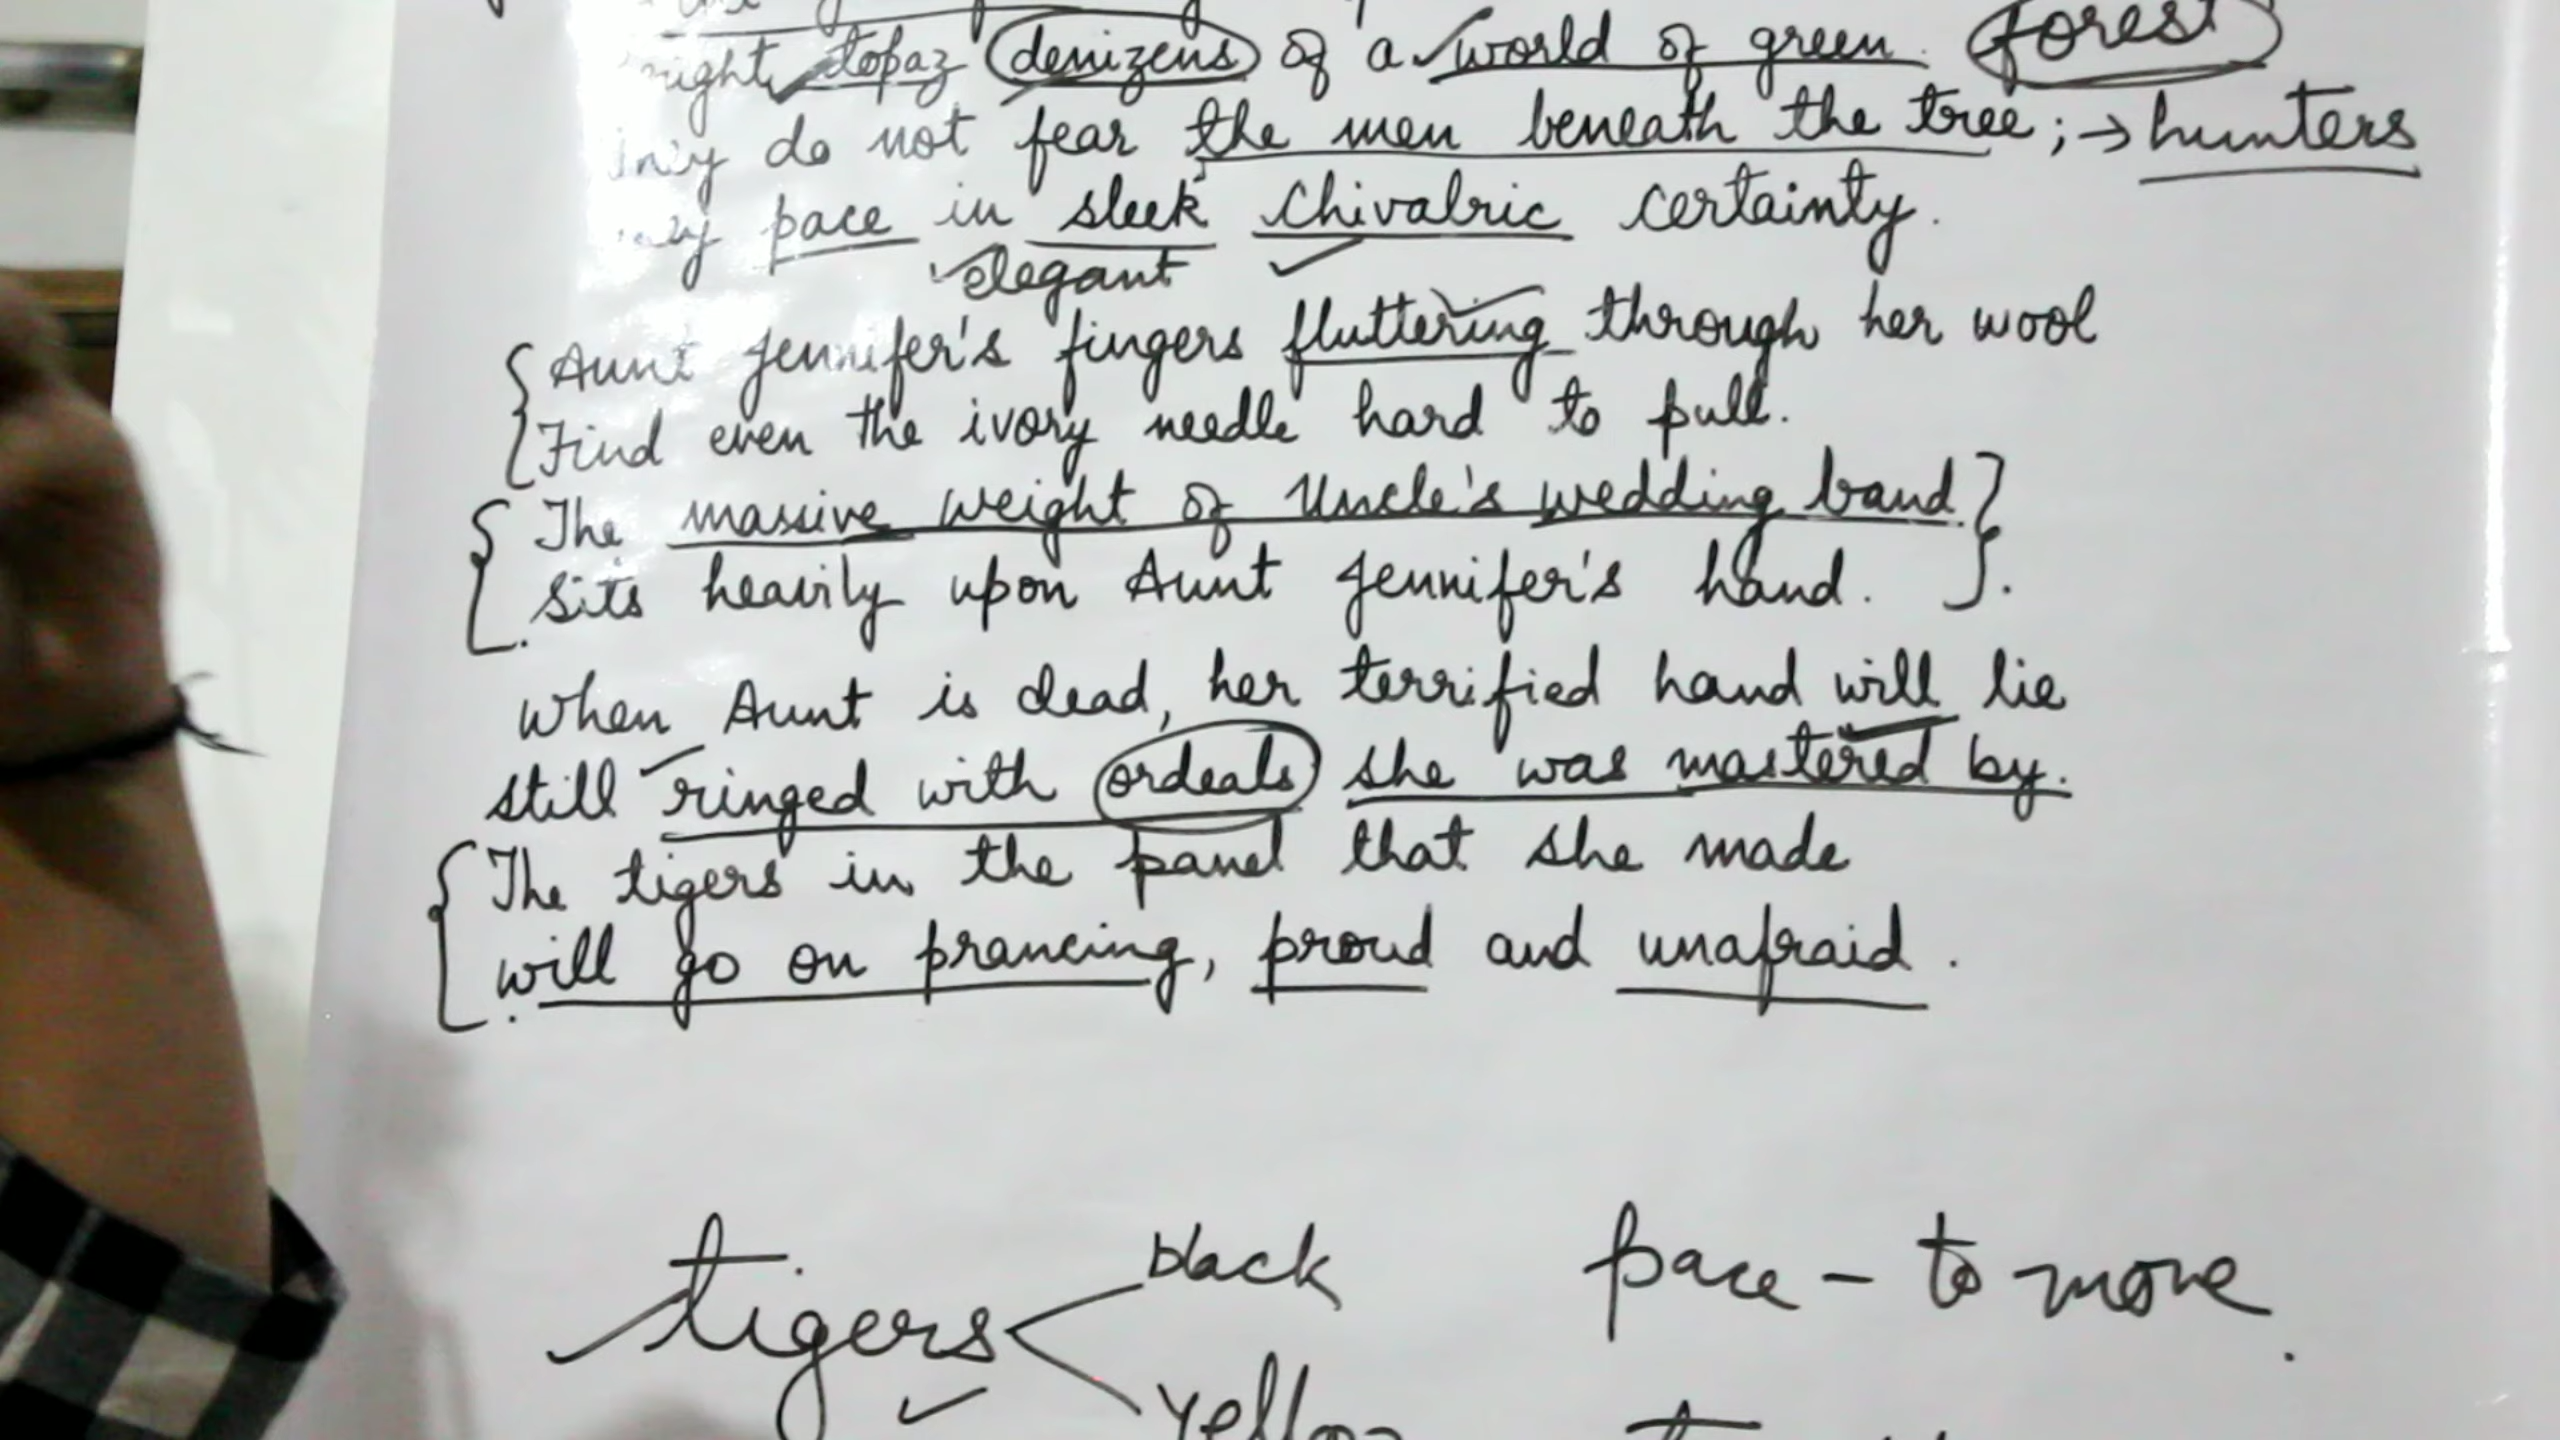 topaz denizens of a world of green. forest
do not fear the men beneath the tree; → hunters
pace in sleek chivalric certainty.
elegant
Aunt Jennifer's fingers fluttering through her wool
Find even the ivory needle hard to pull.
The massive weight of Uncle's wedding band
sits heavily upon Aunt Jennifer's hand.
When Aunt is dead, her terrified hand will lie
still ringed with ordeals she was mastered by.
The tigers in the panel that she made
will go on prancing, proud and unafraid.
black
tigers pace - to move